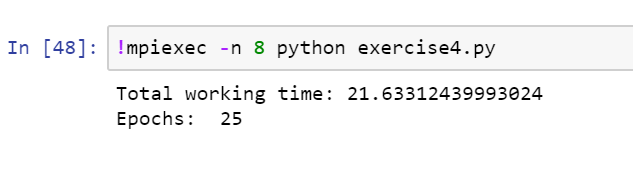 In [48]: !mpiexec -n 8 python exercise4.py
Total working time: 21.63312439993024
Epochs:  25